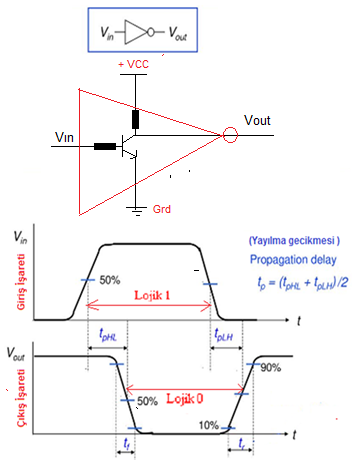 Vin Vout
+ VCC
Vin
Vout
Grd
Vin
Giriş İşareti
50%
Lojik 1
(Yayılma gecikmesi)
Propagation delay
tp = (tpHL + tpLH)/2
t
tpHL
tpLH
Vout
Çıkış İşareti
50%
Lojik 0
90%
10%
t
tf
tr